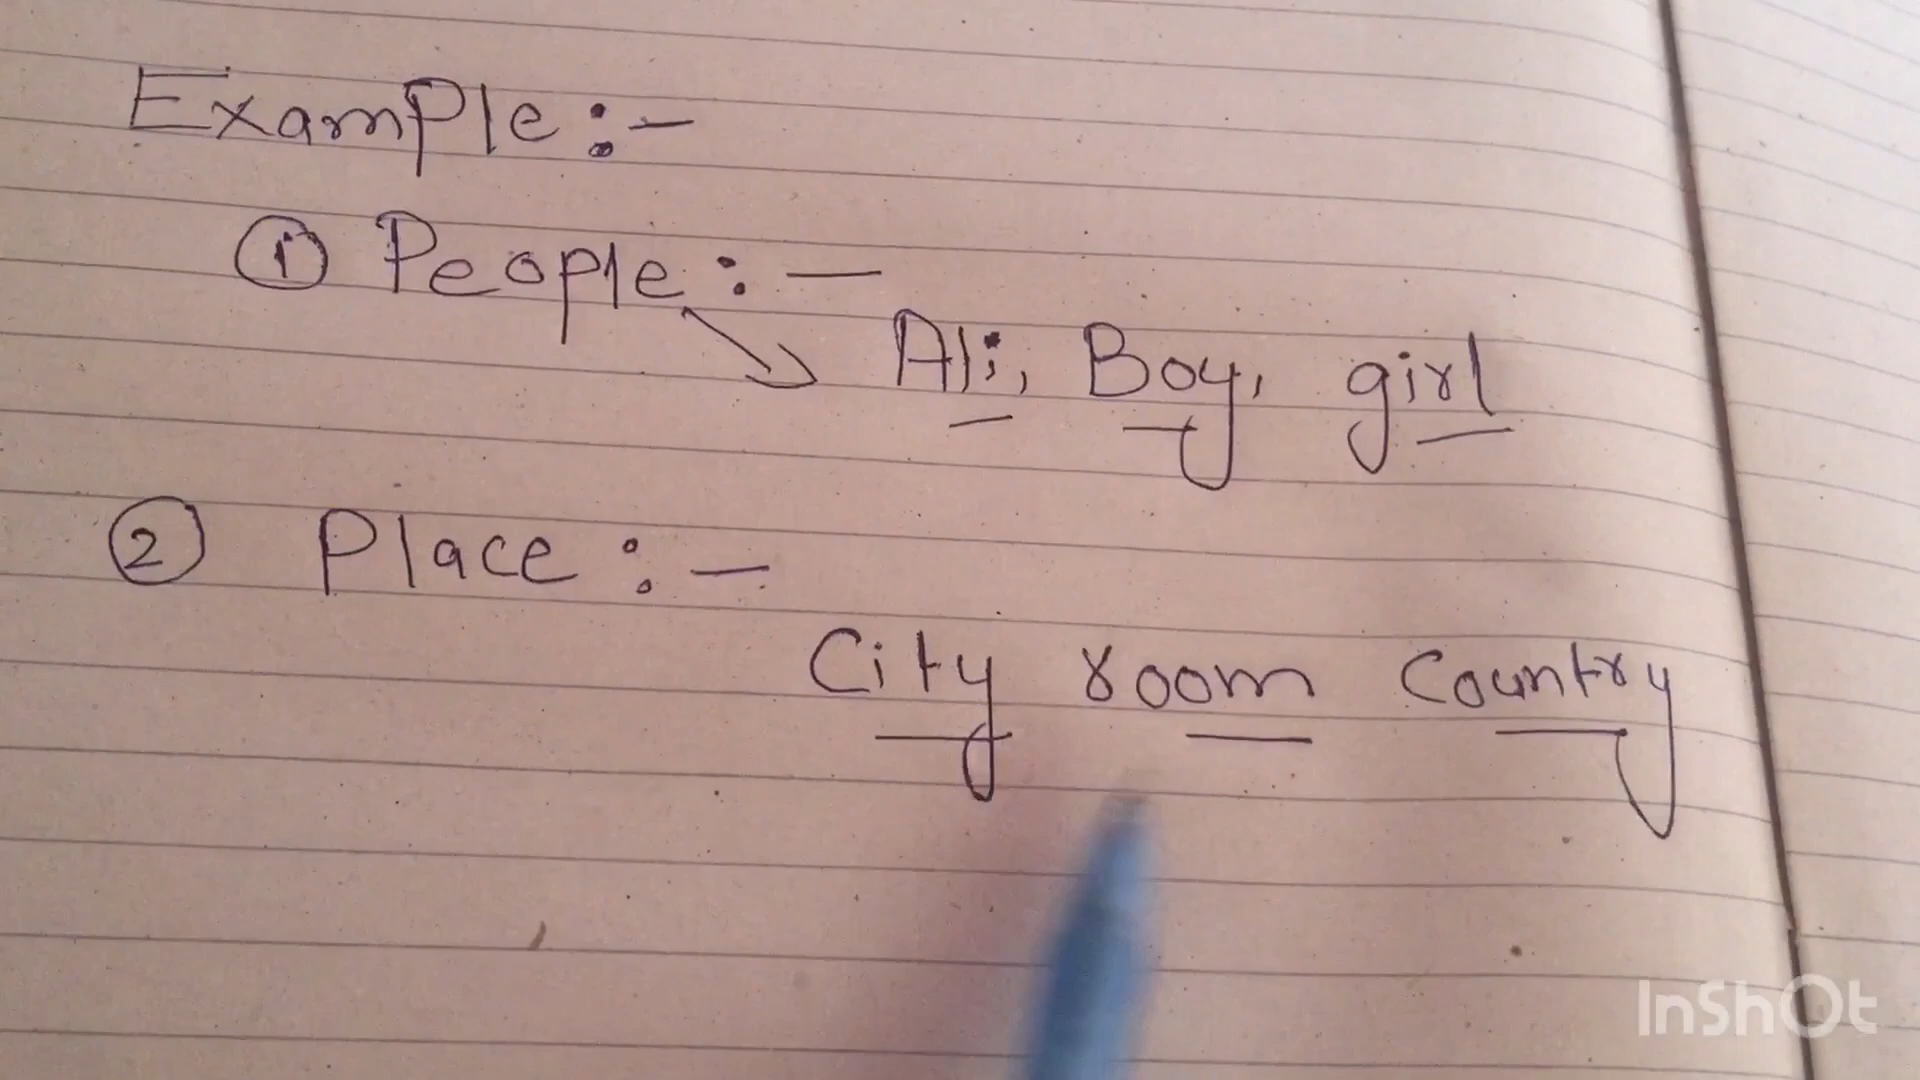 Example :-
① People :-
Ali, Boy, girl
② Place :-
City room Country
InShOt